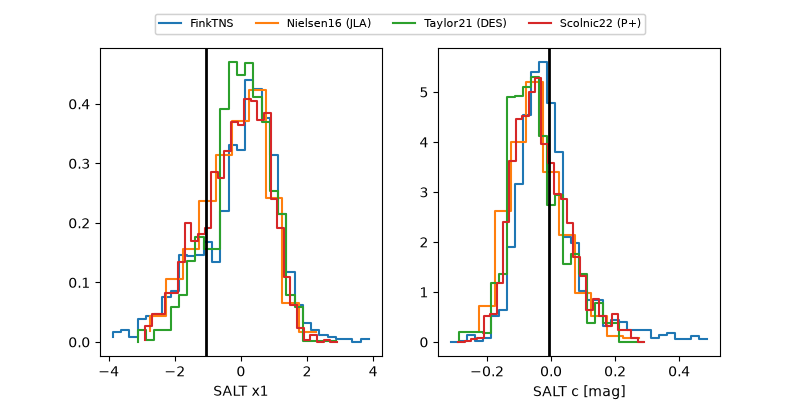 FinkTNS Nielsen16 (JLA) Taylor21 (DES) Scolnic22 (P+)
0.4
0.3
0.2
0.1
0.0
−4 −2 0 2 4
SALT x1
5
4
3
2
1
0
−0.2 0.0 0.2 0.4
SALT c [mag]